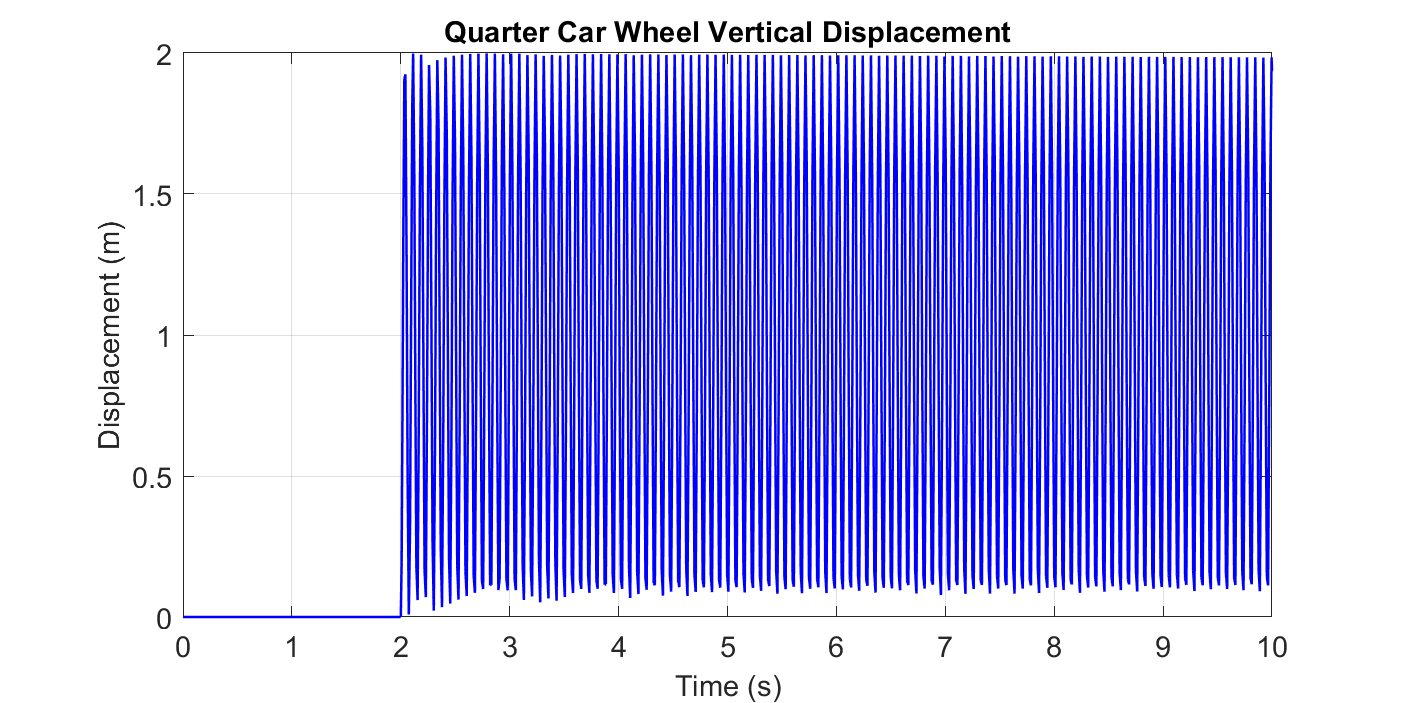 Quarter Car Wheel Vertical Displacement
2
1.5
1
0.5
0
Displacement (m)
0 1 2 3 4 5 6 7 8 9 10
Time (s)